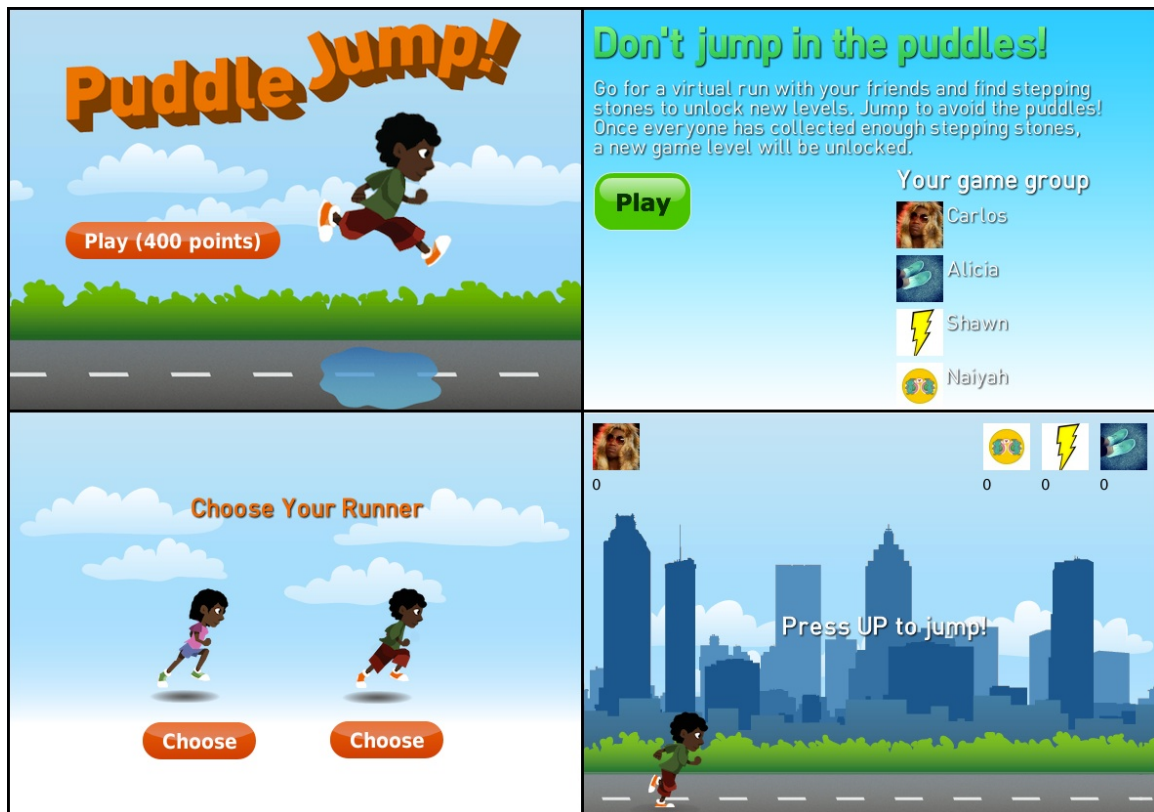 Puddle Jump!!
Play (400 points)
Don't jump in the puddles!
Go for a virtual run with your friends and find stepping
stones to unlock new levels. Jump to avoid the puddles!
Once everyone has collected enough stepping stones,
a new game level will be unlocked.
Play
Your game group
Carlos
Alicia
Shawn
Naiyah
Choose Your Runner
Choose
Choose
0
0
0
0
Press UP to jump!